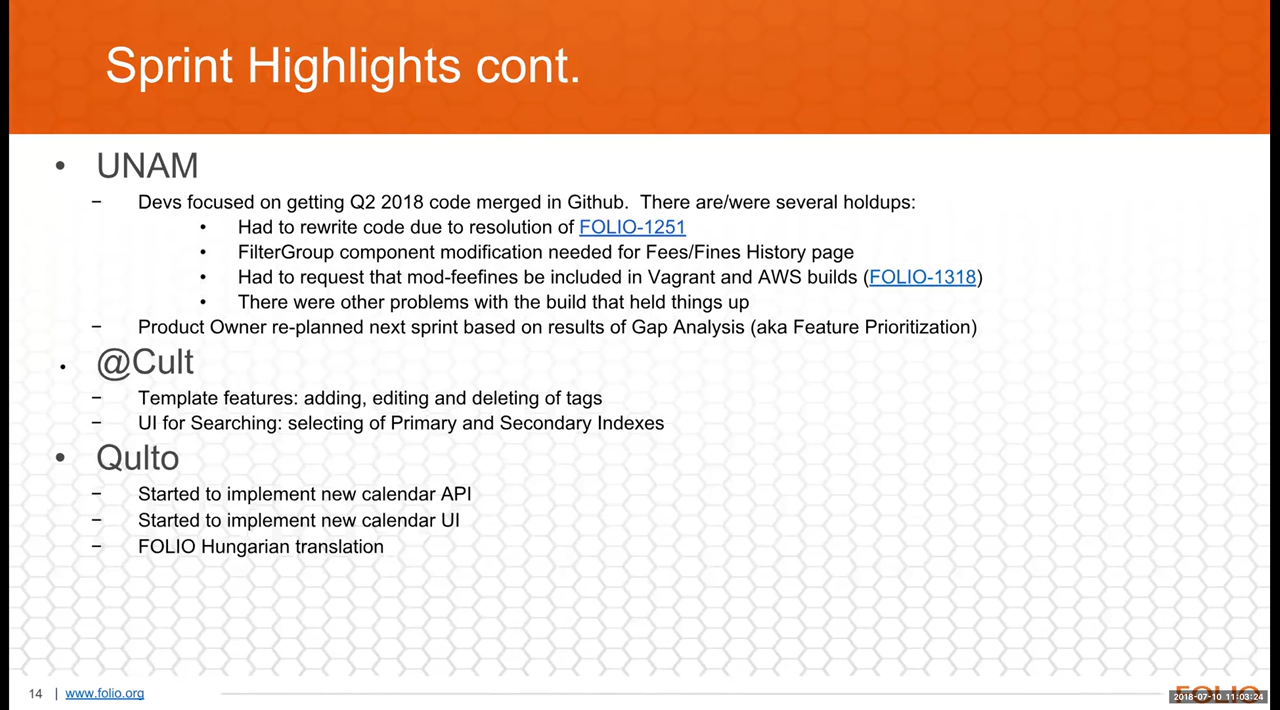 Sprint Highlights cont.
• UNAM
− Devs focused on getting Q2 2018 code merged in Github.  There are/were several holdups:
• Had to rewrite code due to resolution of FOLIO-1251
• FilterGroup component modification needed for Fees/Fines History page
• Had to request that mod-feefines be included in Vagrant and AWS builds (FOLIO-1318)
• There were other problems with the build that held things up
− Product Owner re-planned next sprint based on results of Gap Analysis (aka Feature Prioritization)
• @Cult
− Template features: adding, editing and deleting of tags
− UI for Searching: selecting of Primary and Secondary Indexes
• Qulto
− Started to implement new calendar API
− Started to implement new calendar UI
− FOLIO Hungarian translation
14 | www.folio.org
FOLIO
2018-07-10 11:03:24